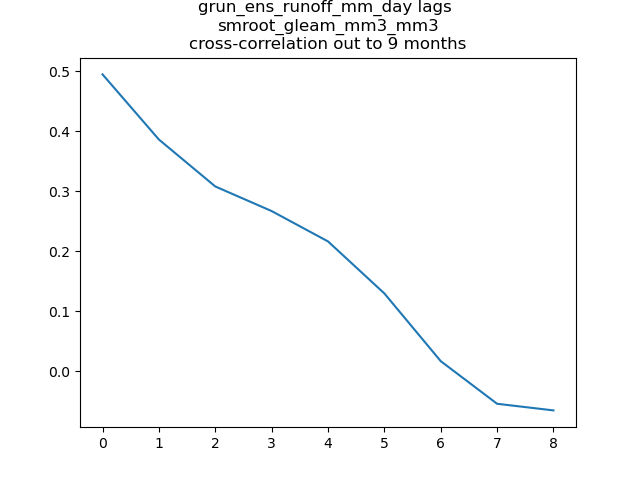 grun_ens_runoff_mm_day lags
smroot_gleam_mm3_mm3
cross-correlation out to 9 months
0.5
0.4
0.3
0.2
0.1
0.0
0 1 2 3 4 5 6 7 8